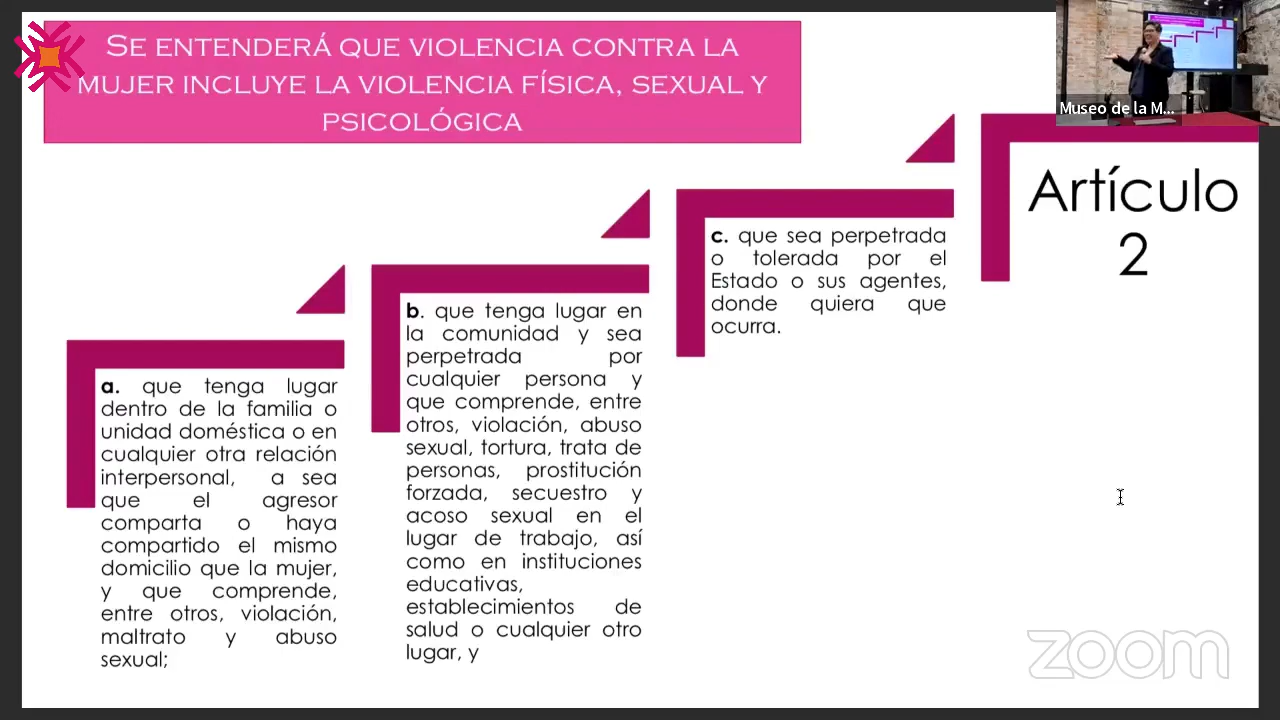 SE ENTENDERÁ QUE VIOLENCIA CONTRA LA
MUJER INCLUYE LA VIOLENCIA FÍSICA, SEXUAL Y
PSICOLÓGICA
Museo de la M...
Artículo
2
a. que tenga lugar
dentro de la familia o
unidad doméstica o en
cualquier otra relación
interpersonal, a sea
que el agresor
comparta o haya
compartido el mismo
domicilio que la mujer,
y que comprende,
entre otros, violación,
maltrato y abuso
sexual;
b. que tenga lugar en
la comunidad y sea
perpetrada por
cualquier persona y
que comprende, entre
otros, violación, abuso
sexual, tortura, trata de
personas, prostitución
forzada, secuestro y
acoso sexual en el
lugar de trabajo, así
como en instituciones
educativas,
establecimientos de
salud o cualquier otro
lugar, y
c. que sea perpetrada
o tolerada por el
Estado o sus agentes,
donde quiera que
ocurra.
zoom